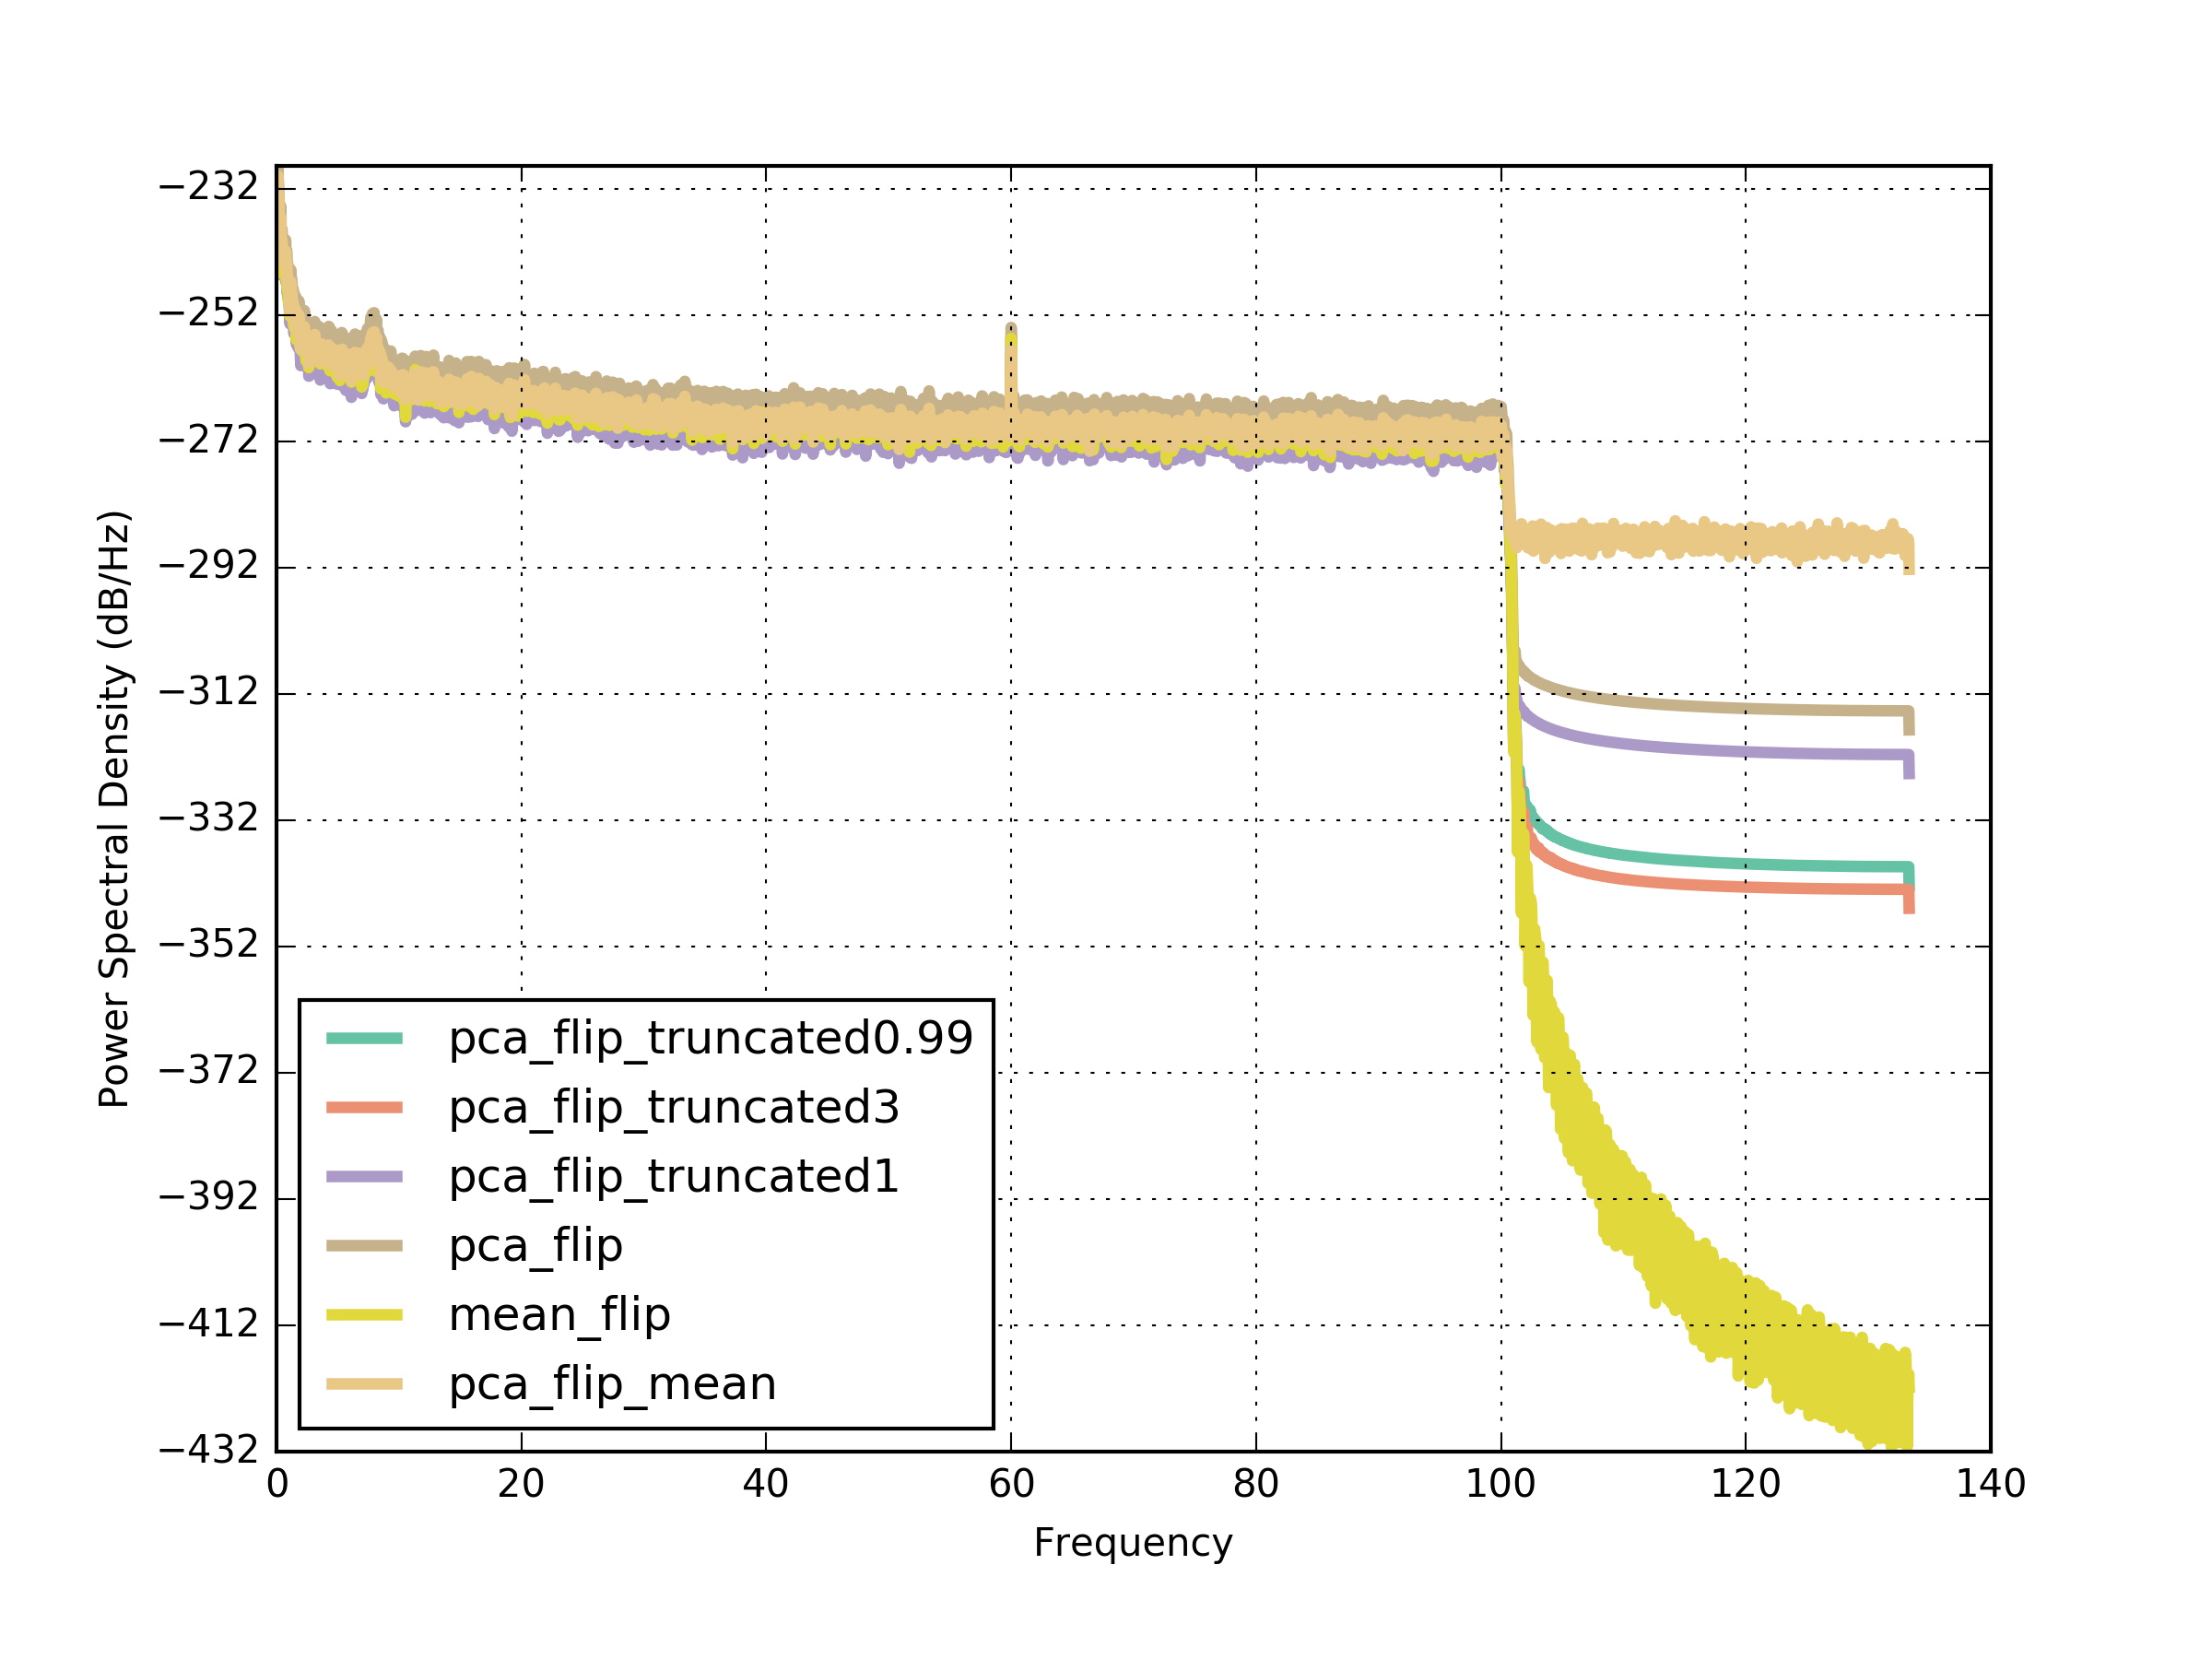 −232
−252
−272
−292
−312
−332
−352
−372
−392
−412
−432
Power Spectral Density (dB/Hz)
pca_flip_truncated0.99
pca_flip_truncated3
pca_flip_truncated1
pca_flip
mean_flip
pca_flip_mean
0 20 40 60 80 100 120 140
Frequency